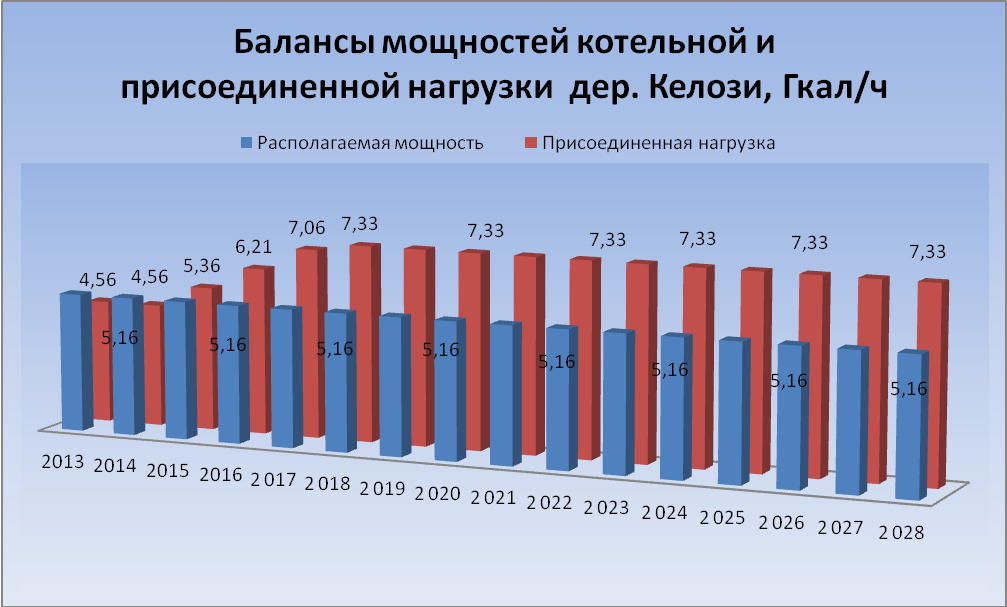 Балансы мощностей котельной и
присоединенной нагрузки дер. Келози, Гкал/ч
Располагаемая мощность Присоединенная нагрузка
4,56 4,56 5,36 6,21 7,06 7,33 7,33 7,33 7,33 7,33 7,33
5,16 5,16 5,16 5,16 5,16 5,16 5,16 5,16
2013 2014 2015 2016 2017 2018 2019 2020 2021 2022 2023 2024 2025 2026 2027 2028